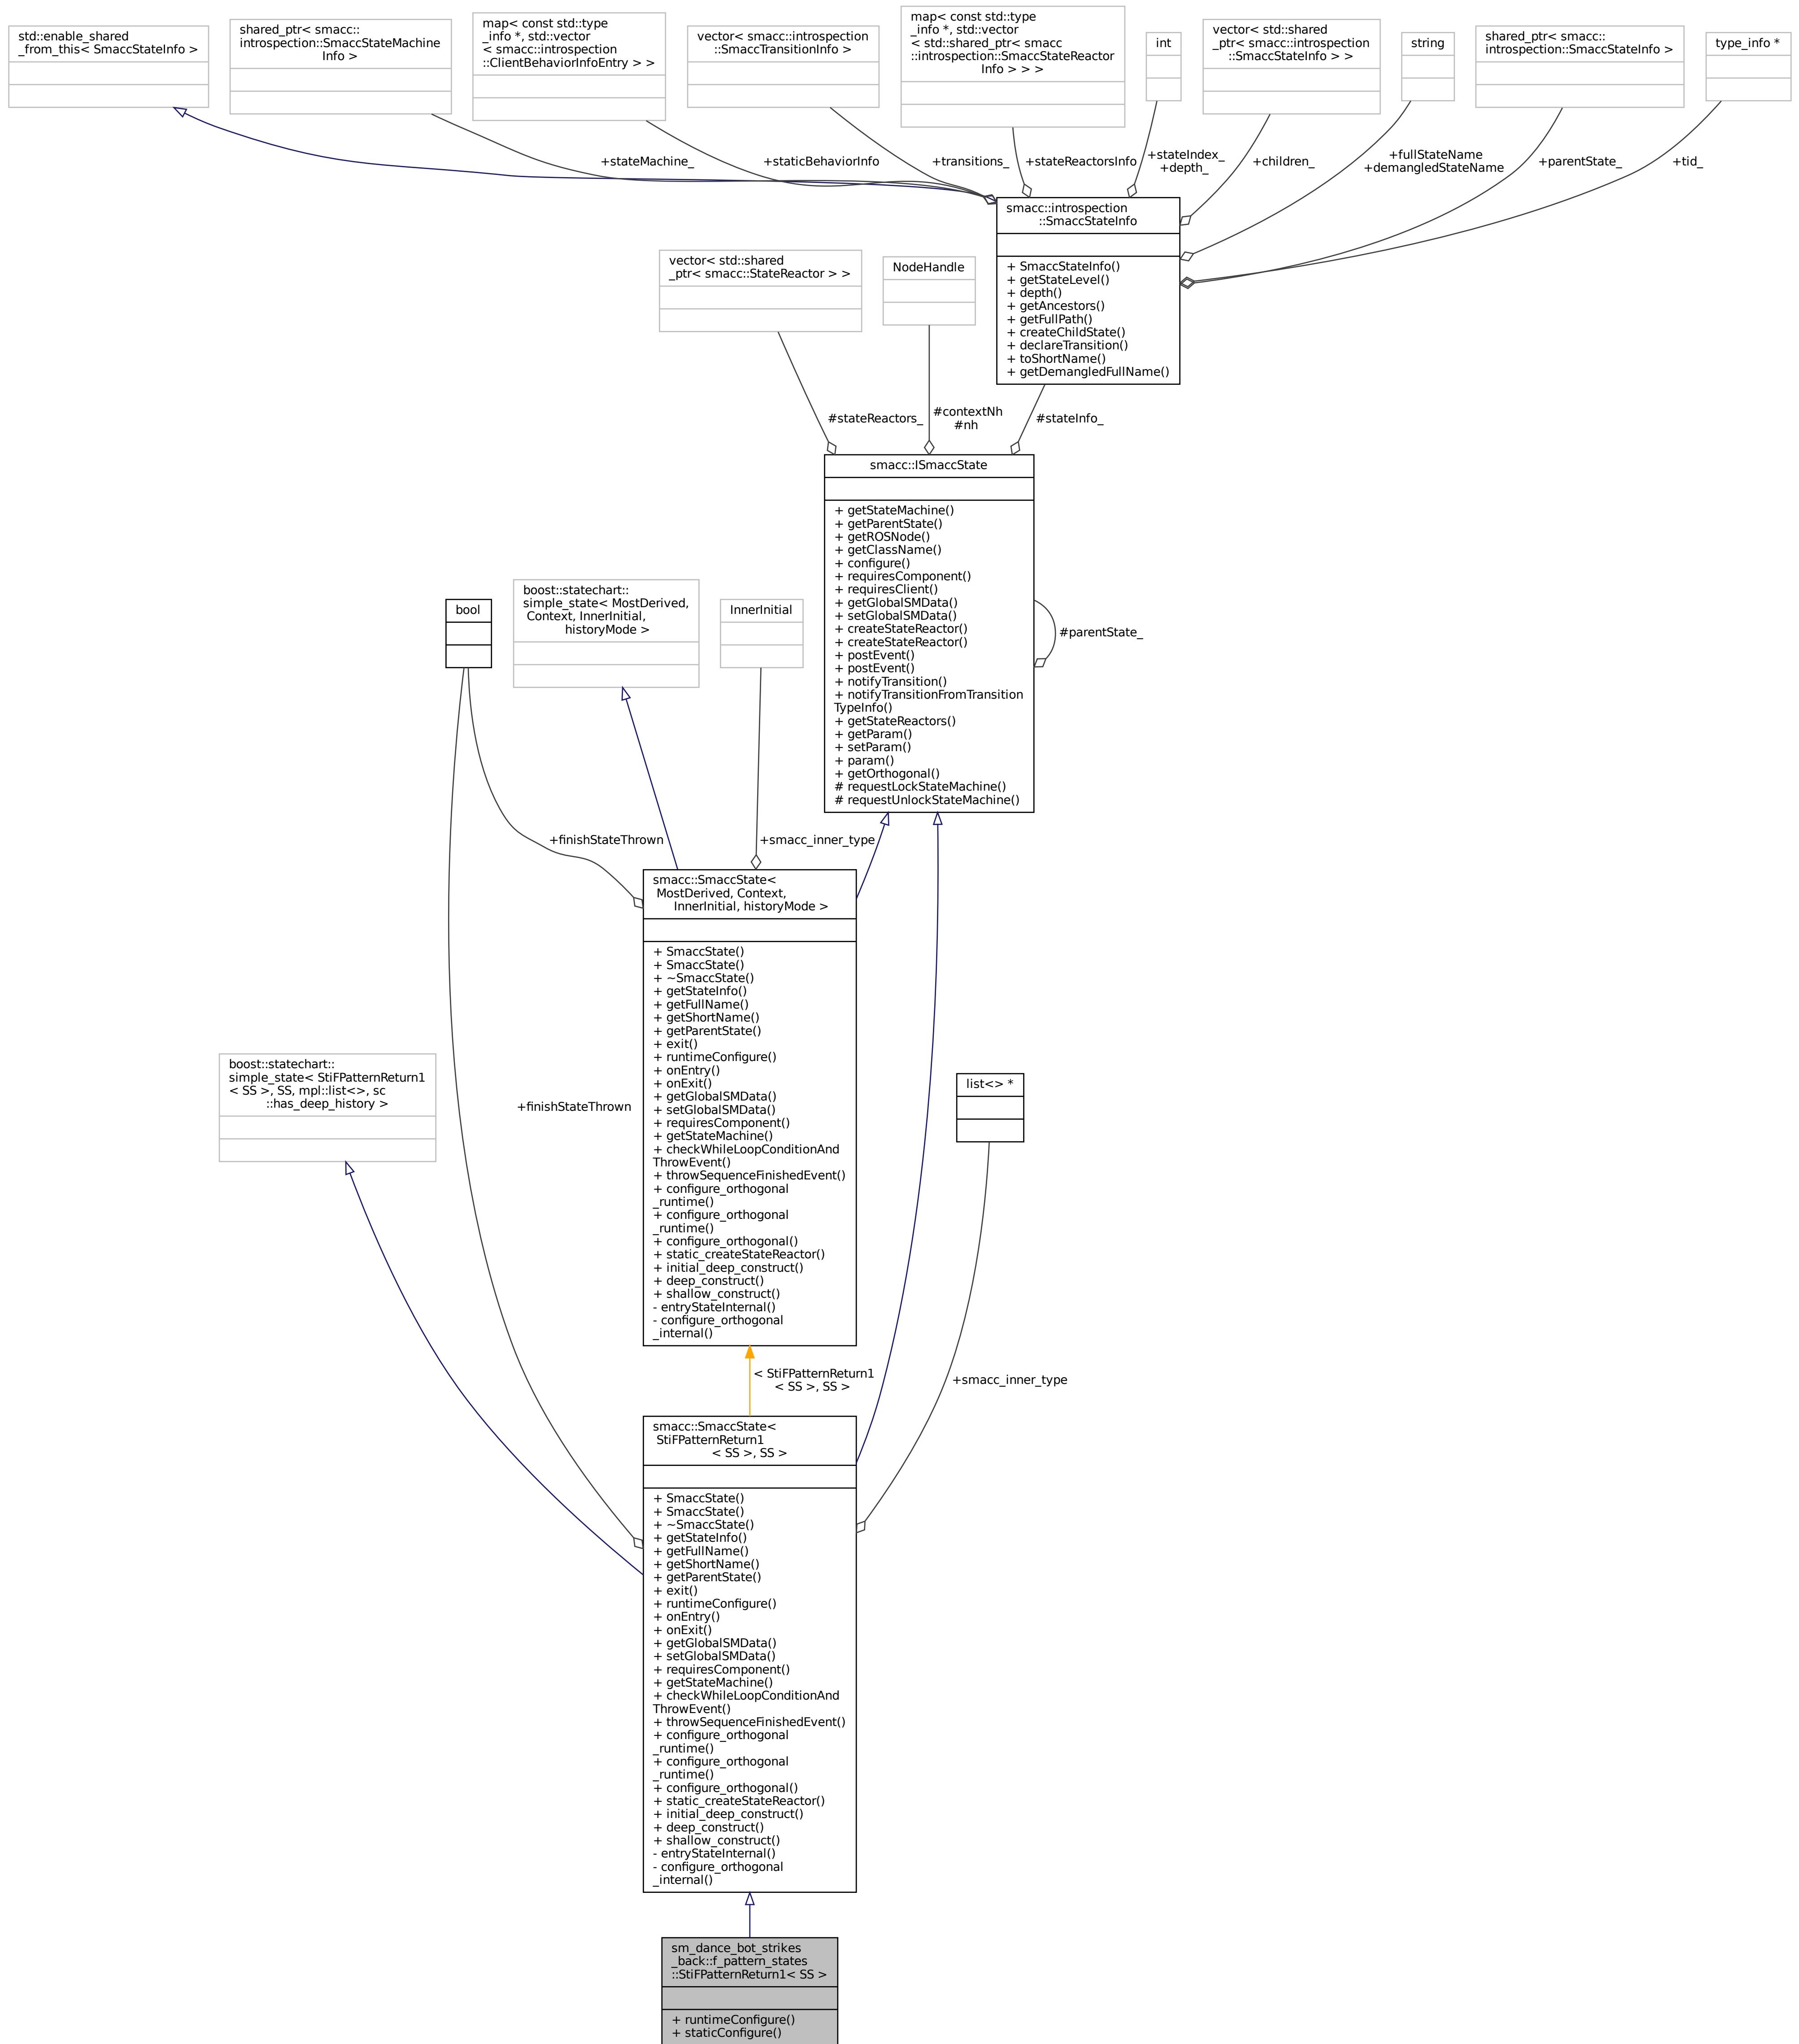 std::enable_shared
_from_this< SmaccStateInfo >
shared_ptr< smacc::
introspection::SmaccStateMachine
Info >
map< const std::type
_info *, std::vector
< smacc::introspection
::ClientBehaviorInfoEntry > >
vector< smacc::introspection
::SmaccTransitionInfo >
map< const std::type
_info *, std::vector
< std::shared_ptr< smacc
::introspection::SmaccStateReactor
Info > > >
int
vector< std::shared
_ptr< smacc::introspection
::SmaccStateInfo > >
string
shared_ptr< smacc::
introspection::SmaccStateInfo >
type_info *
+stateMachine_
+staticBehaviorInfo
+transitions_
+stateReactorsInfo
+stateIndex_
+depth_
+children_
+fullStateName
+demangledStateName
+parentState_
+tid_
smacc::introspection
::SmaccStateInfo
+ SmaccStateInfo()
+ getStateLevel()
+ depth()
+ getAncestors()
+ getFullPath()
+ createChildState()
+ declareTransition()
+ toShortName()
+ getDemangledFullName()
vector< std::shared
_ptr< smacc::StateReactor > >
NodeHandle
#stateReactors_
#contextNh
#nh
#stateInfo_
smacc::ISmaccState
+ getStateMachine()
+ getParentState()
+ getROSNode()
+ getClassName()
+ configure()
+ requiresComponent()
+ requiresClient()
+ getGlobalSMData()
+ setGlobalSMData()
+ createStateReactor()
+ createStateReactor()
+ postEvent()
+ postEvent()
+ notifyTransition()
+ notifyTransitionFromTransition
TypeInfo()
+ getStateReactors()
+ getParam()
+ setParam()
+ param()
+ getOrthogonal()
# requestLockStateMachine()
# requestUnlockStateMachine()
#parentState_
bool
boost::statechart::
simple_state< MostDerived,
Context, InnerInitial,
historyMode >
InnerInitial
+finishStateThrown
+smacc_inner_type
smacc::SmaccState<
MostDerived, Context,
InnerInitial, historyMode >
+ SmaccState()
+ SmaccState()
+ ~SmaccState()
+ getStateInfo()
+ getFullName()
+ getShortName()
+ getParentState()
+ exit()
+ runtimeConfigure()
+ onEntry()
+ onExit()
+ getGlobalSMData()
+ setGlobalSMData()
+ requiresComponent()
+ getStateMachine()
+ checkWhileLoopConditionAnd
ThrowEvent()
+ throwSequenceFinishedEvent()
+ configure_orthogonal
_runtime()
+ configure_orthogonal
_runtime()
+ configure_orthogonal()
+ static_createStateReactor()
+ initial_deep_construct()
+ deep_construct()
+ shallow_construct()
- entryStateInternal()
- configure_orthogonal
_internal()
boost::statechart::
simple_state< StiFPatternReturn1
< SS >, SS, mpl::list<>, sc
::has_deep_history >
+finishStateThrown
list<> *
< StiFPatternReturn1
< SS >, SS >
+smacc_inner_type
smacc::SmaccState<
StiFPatternReturn1
< SS >, SS >
+ SmaccState()
+ SmaccState()
+ ~SmaccState()
+ getStateInfo()
+ getFullName()
+ getShortName()
+ getParentState()
+ exit()
+ runtimeConfigure()
+ onEntry()
+ onExit()
+ getGlobalSMData()
+ setGlobalSMData()
+ requiresComponent()
+ getStateMachine()
+ checkWhileLoopConditionAnd
ThrowEvent()
+ throwSequenceFinishedEvent()
+ configure_orthogonal
_runtime()
+ configure_orthogonal
_runtime()
+ configure_orthogonal()
+ static_createStateReactor()
+ initial_deep_construct()
+ deep_construct()
+ shallow_construct()
- entryStateInternal()
- configure_orthogonal
_internal()
sm_dance_bot_strikes
_back::f_pattern_states
::StiFPatternReturn1< SS >
+ runtimeConfigure()
+ staticConfigure()